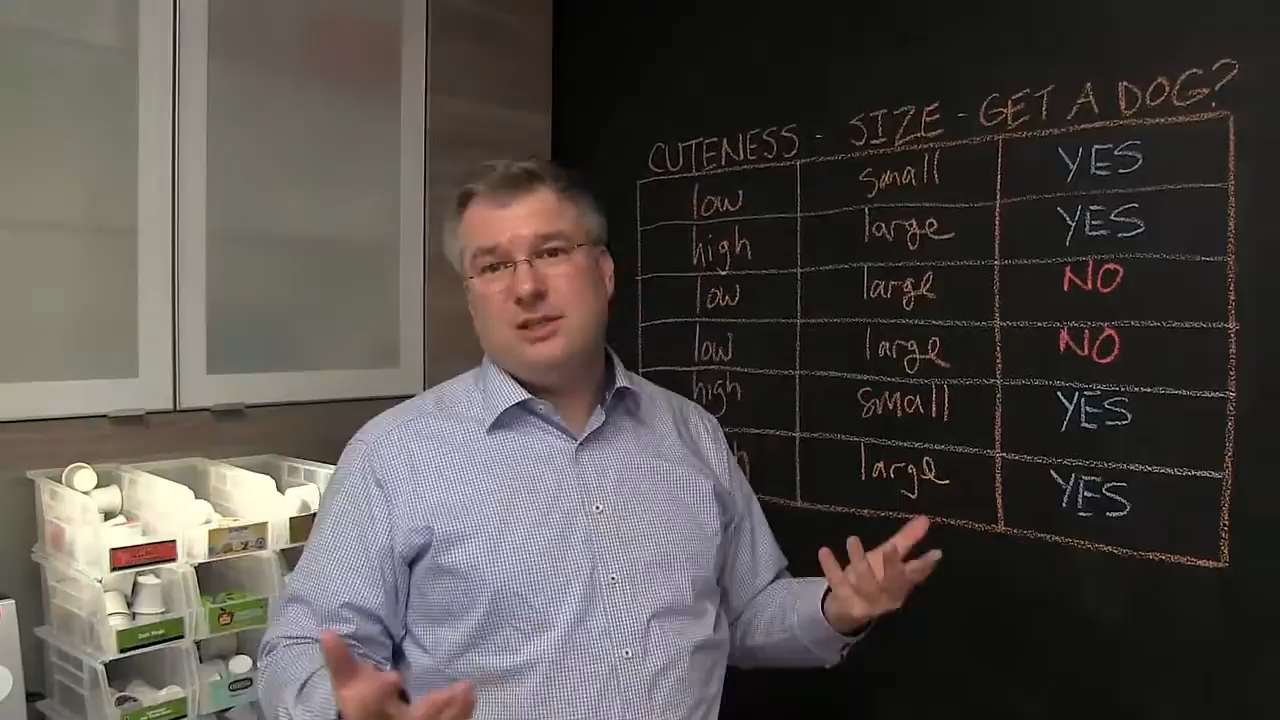 CUTENESS - SIZE - GET A DOG?
low small YES
high large YES
low large NO
low large NO
high small YES
large YES